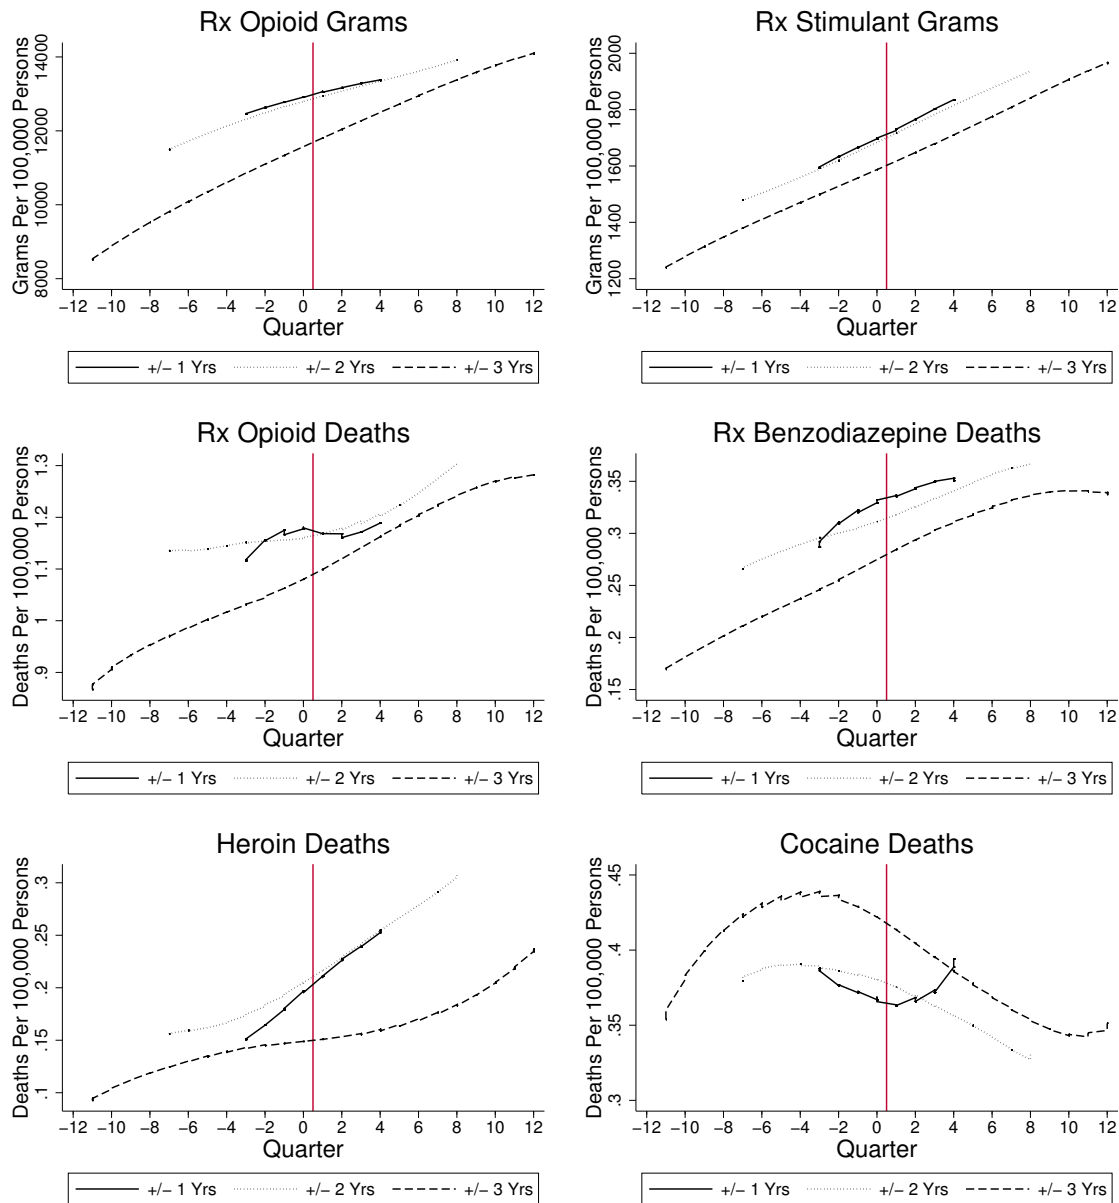 Rx Opioid Grams
Grams Per 100,000 Persons
14000
12000
10000
8000
−12 −10 −8 −6 −4 −2 0 2 4 6 8 10 12
Quarter
+/− 1 Yrs +/− 2 Yrs +/− 3 Yrs
Rx Stimulant Grams
Grams Per 100,000 Persons
2000
1800
1600
1400
1200
−12 −10 −8 −6 −4 −2 0 2 4 6 8 10 12
Quarter
+/− 1 Yrs +/− 2 Yrs +/− 3 Yrs
Rx Opioid Deaths
Deaths Per 100,000 Persons
1.3
1.2
1.1
1
.9
−12 −10 −8 −6 −4 −2 0 2 4 6 8 10 12
Quarter
+/− 1 Yrs +/− 2 Yrs +/− 3 Yrs
Rx Benzodiazepine Deaths
Deaths Per 100,000 Persons
.35
.3
.25
.2
.15
−12 −10 −8 −6 −4 −2 0 2 4 6 8 10 12
Quarter
+/− 1 Yrs +/− 2 Yrs +/− 3 Yrs
Heroin Deaths
Deaths Per 100,000 Persons
.3
.25
.2
.15
.1
−12 −10 −8 −6 −4 −2 0 2 4 6 8 10 12
Quarter
+/− 1 Yrs +/− 2 Yrs +/− 3 Yrs
Cocaine Deaths
Deaths Per 100,000 Persons
.45
.4
.35
.3
−12 −10 −8 −6 −4 −2 0 2 4 6 8 10 12
Quarter
+/− 1 Yrs +/− 2 Yrs +/− 3 Yrs